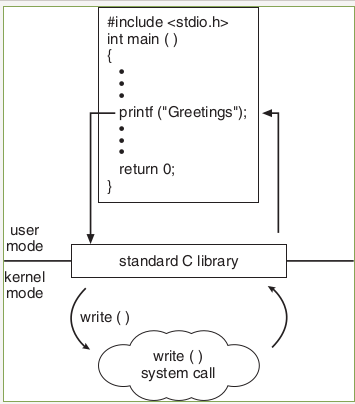 #include <stdio.h>
int main ( )
{
•
•
•
printf ("Greetings");
•
•
•
return 0;
}
user
mode
standard C library
kernel
mode
write ( )
write ( )
system call